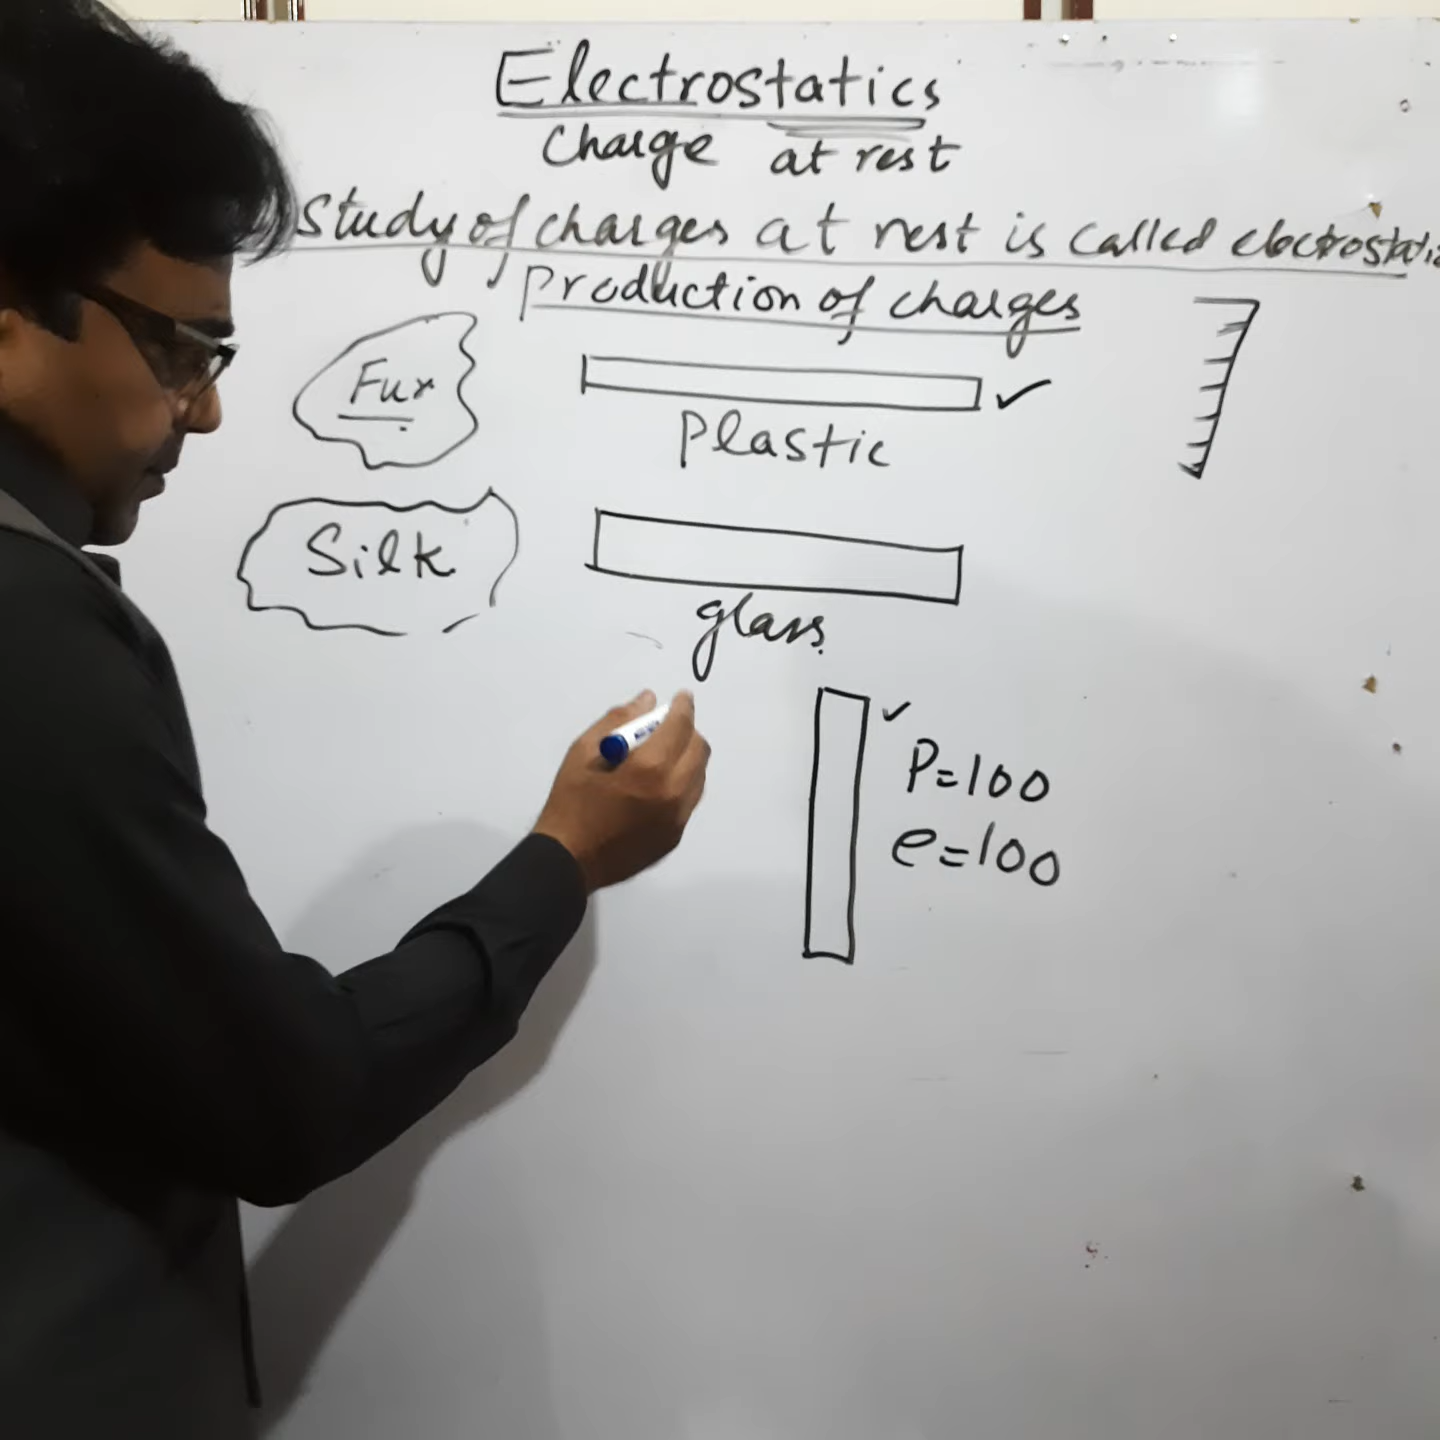 Electrostatics
Charge at rest
Study of charges at rest is called electrostati
Production of charges
Fur
Plastic
Silk
glass
P=100
e=100